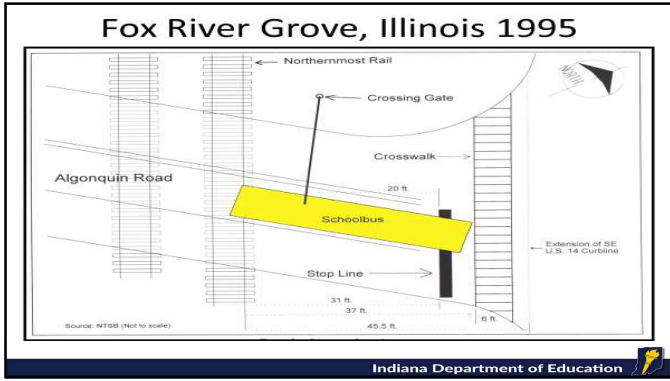 Fox River Grove, Illinois 1995
Northernmost Rail
NORTH
Crossing Gate
Crosswalk
Algonquin Road
20 ft.
Schoolbus
Extension of SE
U.S. 14 Curbline
Stop Line
31 ft.
37 ft.
6 ft.
45.5 ft.
Source: NTSB (Not to scale)
Indiana Department of Education